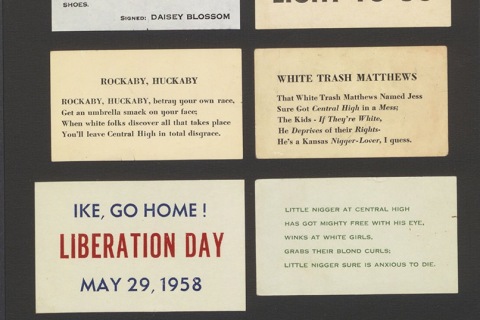 SHOES.
SIGNED: DAISEY BLOSSOM
ROCKABY, HUCKABY
ROCKABY, HUCKABY, betray your own race,
Get an umbrella smack on your face;
When white folks discover all that takes place
You'll leave Central High in total disgrace.
WHITE TRASH MATTHEWS
That White Trash Matthews Named Jess
Sure Got Central High in a Mess;
The Kids - If They're White,
He Deprives of their Rights-
He's a Kansas Nigger-Lover, I guess.
IKE, GO HOME!
LIBERATION DAY
MAY 29, 1958
LITTLE NIGGER AT CENTRAL HIGH
HAS GOT MIGHTY FREE WITH HIS EYE,
WINKS AT WHITE GIRLS,
GRABS THEIR BLOND CURLS;
LITTLE NIGGER SURE IS ANXIOUS TO DIE.